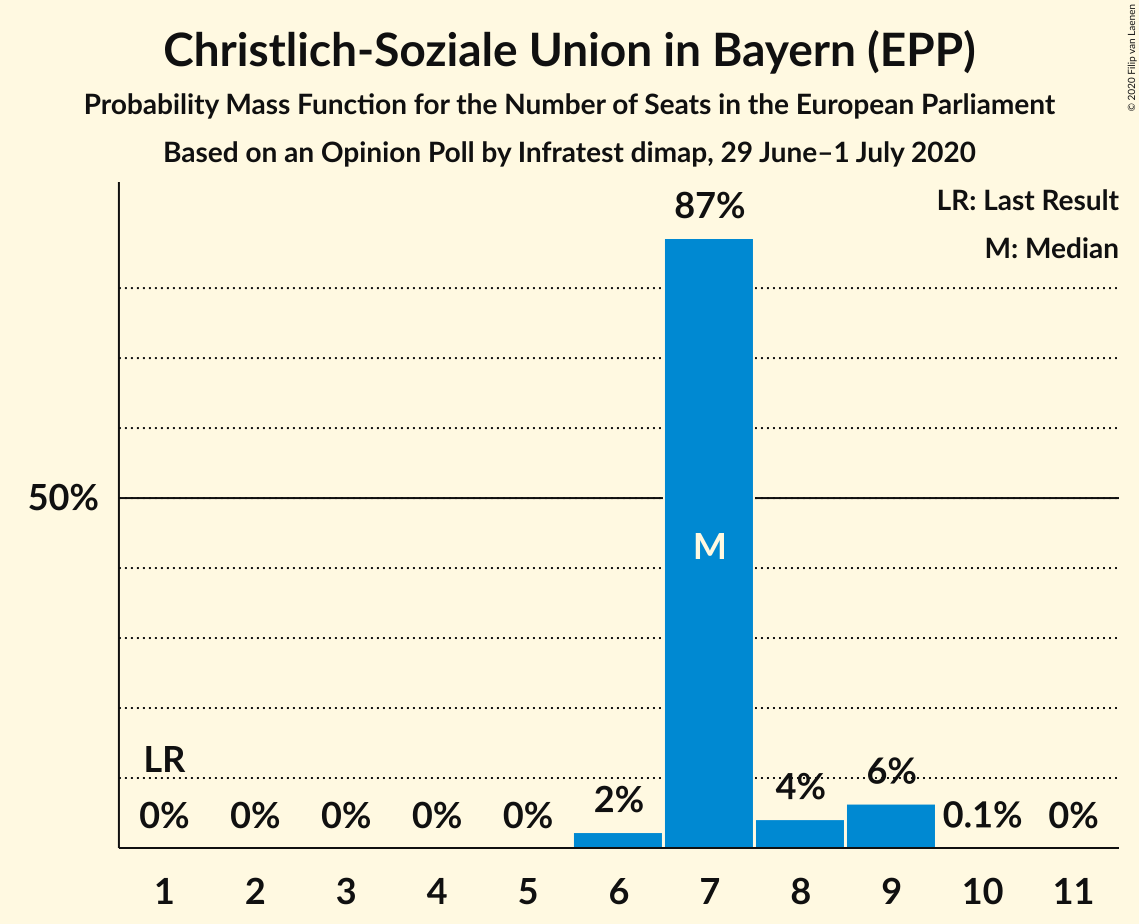 Christlich-Soziale Union in Bayern (EPP)
Probability Mass Function for the Number of Seats in the European Parliament
Based on an Opinion Poll by Infratest dimap, 29 June–1 July 2020
© 2020 Filip van Laenen
LR: Last Result
M: Median
87%
50%
M
LR
0% 0% 0% 0% 0% 2% 4% 6% 0.1% 0%
1 2 3 4 5 6 7 8 9 10 11